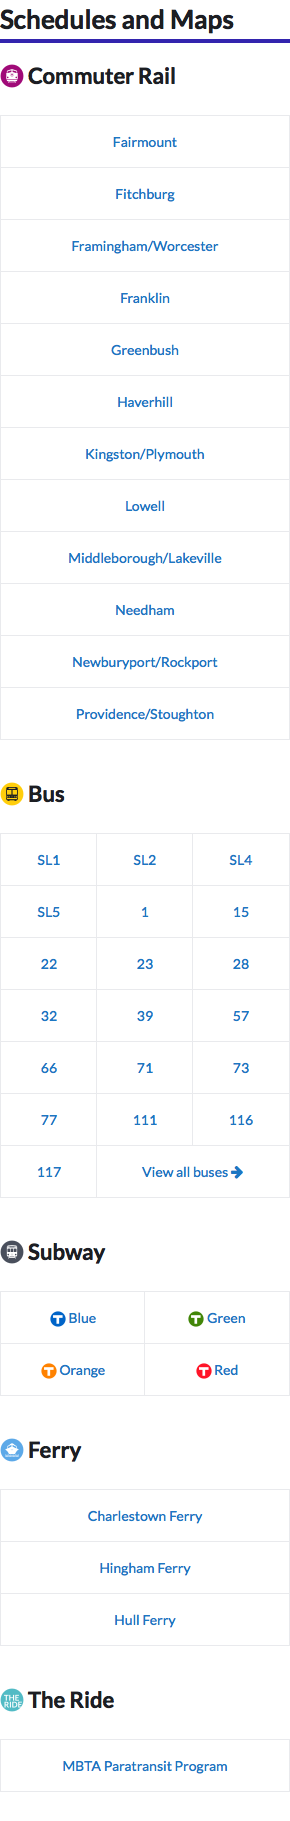 Schedules and Maps
Commuter Rail
Fairmount
Fitchburg
Framingham/Worcester
Franklin
Greenbush
Haverhill
Kingston/Plymouth
Lowell
Middleborough/Lakeville
Needham
Newburyport/Rockport
Providence/Stoughton
Bus
SL1 SL2 SL4
SL5 1 15
22 23 28
32 39 57
66 71 73
77 111 116
117 View all buses
Subway
T Blue T Green
T Orange T Red
Ferry
Charlestown Ferry
Hingham Ferry
Hull Ferry
THE RIDE The Ride
MBTA Paratransit Program